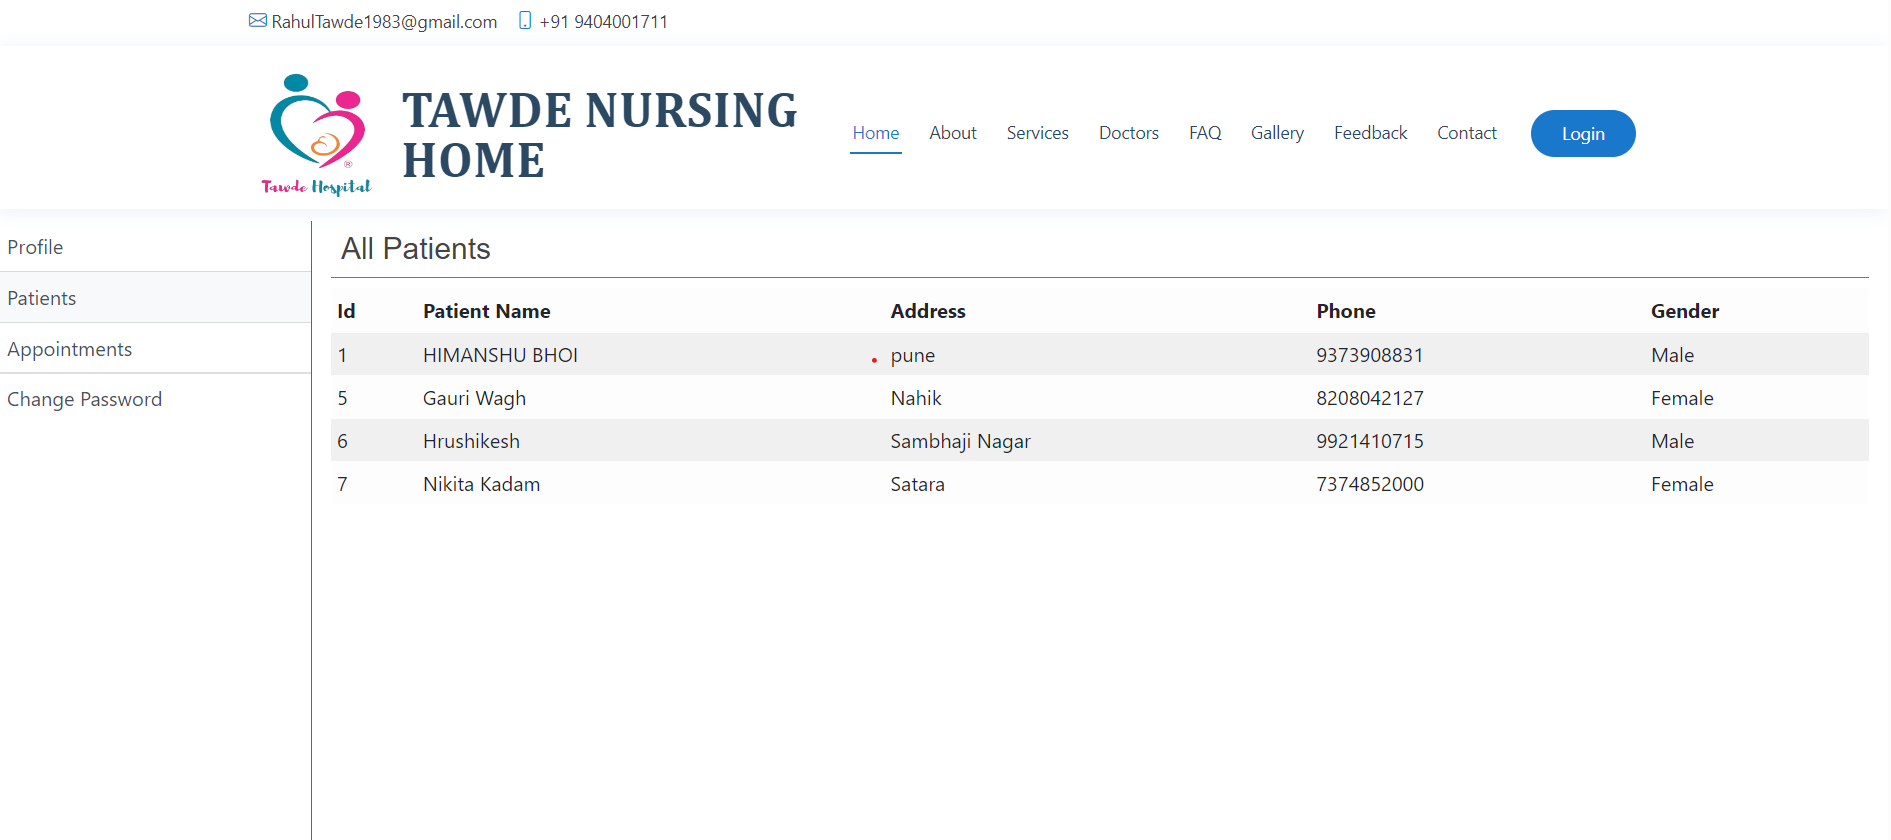 RahulTawde1983@gmail.com +91 9404001711
Tawde Hospital ®
TAWDE NURSING
HOME
Home About Services Doctors FAQ Gallery Feedback Contact Login
Profile
Patients
Appointments
Change Password
All Patients
Id Patient Name Address Phone Gender
1 HIMANSHU BHOI pune 9373908831 Male
5 Gauri Wagh Nahik 8208042127 Female
6 Hrushikesh Sambhaji Nagar 9921410715 Male
7 Nikita Kadam Satara 7374852000 Female